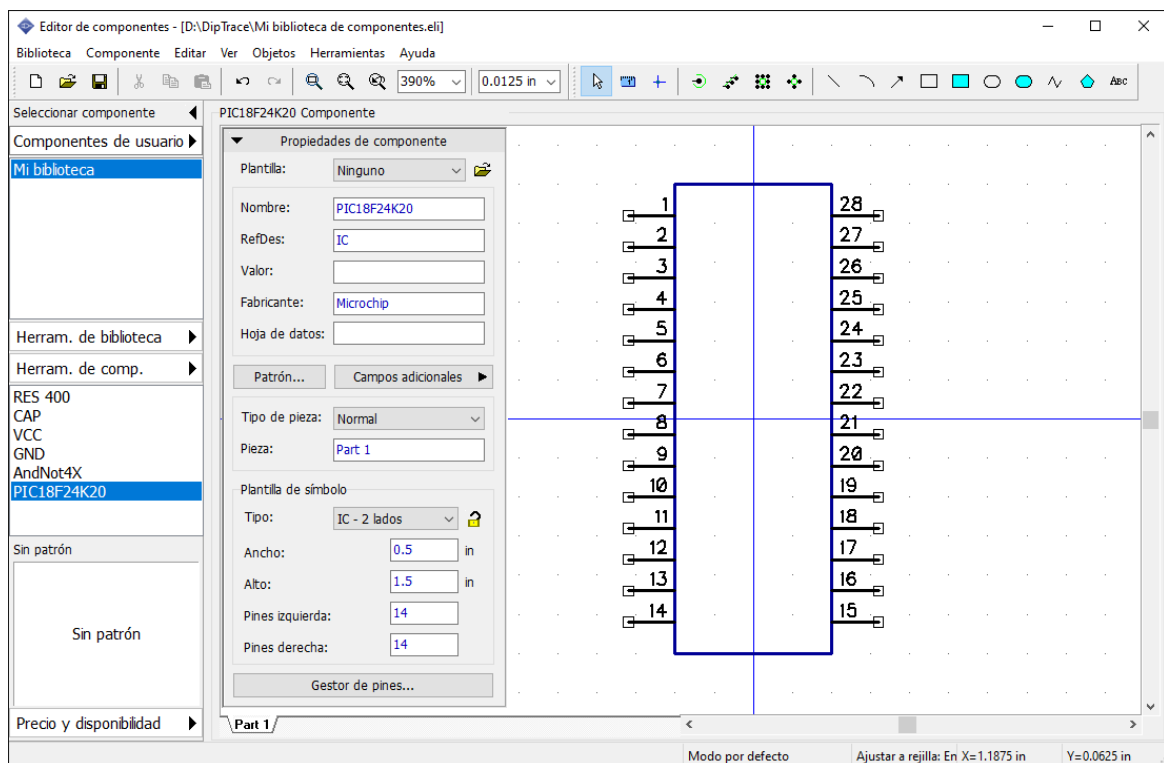 Editor de componentes - [D:\DipTrace\Mi biblioteca de componentes.eli]
Biblioteca Componente Editar Ver Objetos Herramientas Ayuda
390% 0.0125 in ABC
Seleccionar componente
Componentes de usuario
Mi biblioteca
Herram. de biblioteca
Herram. de comp.
RES 400
CAP
VCC
GND
AndNot4X
PIC18F24K20
Sin patrón
Sin patrón
Precio y disponibilidad
PIC18F24K20 Componente
Propiedades de componente
Plantilla: Ninguno
Nombre: PIC18F24K20
RefDes: IC
Valor:
Fabricante: Microchip
Hoja de datos:
Patrón... Campos adicionales
Tipo de pieza: Normal
Pieza: Part 1
Plantilla de símbolo
Tipo: IC - 2 lados
Ancho: 0.5 in
Alto: 1.5 in
Pines izquierda: 14
Pines derecha: 14
Gestor de pines...
Part 1
1 28
2 27
3 26
4 25
5 24
6 23
7 22
8 21
9 20
10 19
11 18
12 17
13 16
14 15
Modo por defecto Ajustar a rejilla: En X=1.1875 in Y=0.0625 in